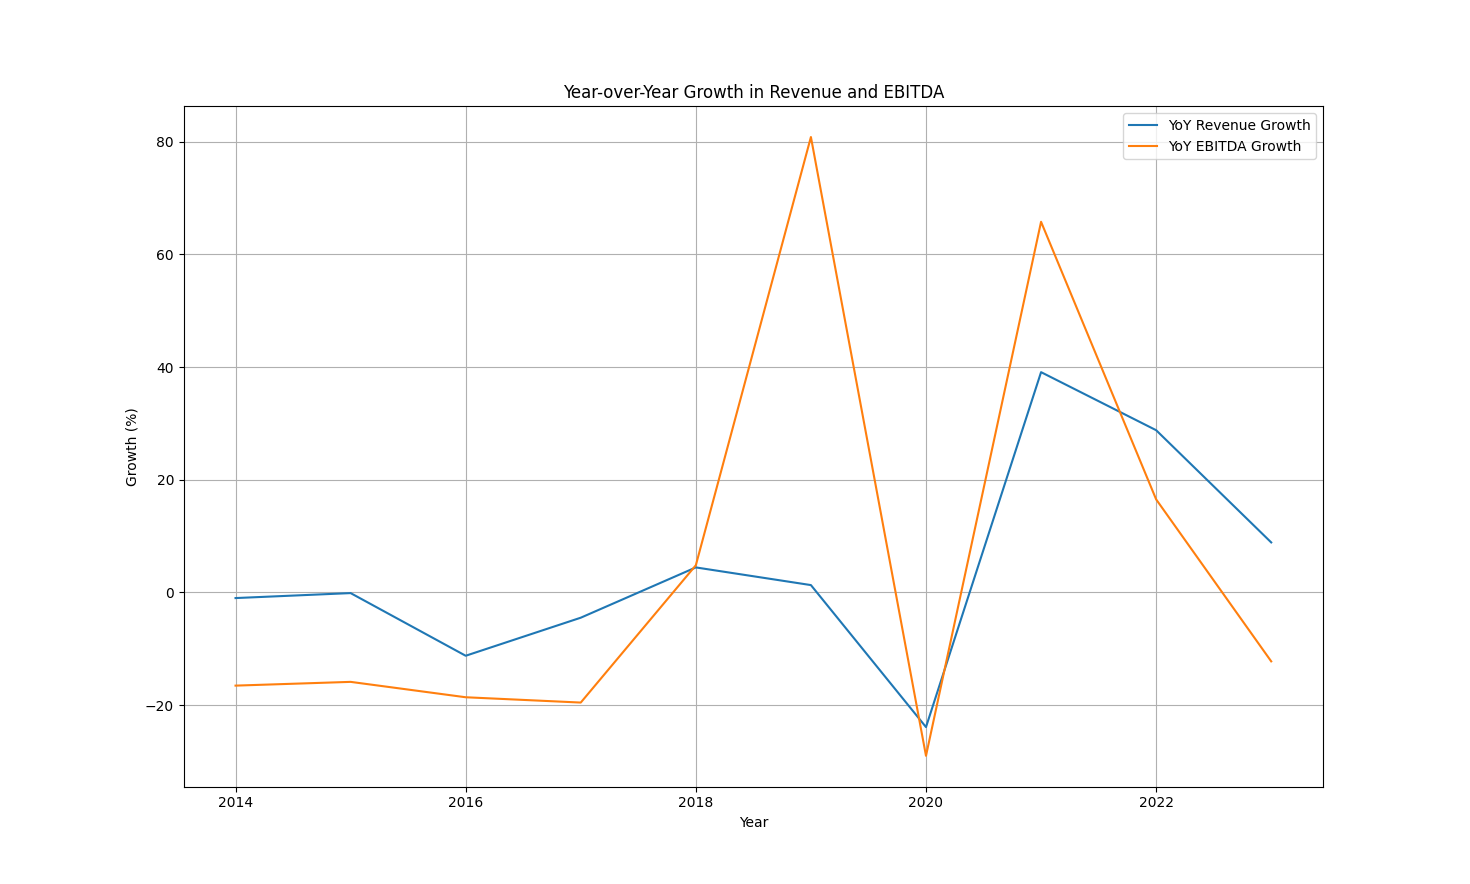 Year-over-Year Growth in Revenue and EBITDA
YoY Revenue Growth
YoY EBITDA Growth
80
60
40
20
0
−20
Growth (%)
2014 2016 2018 2020 2022
Year